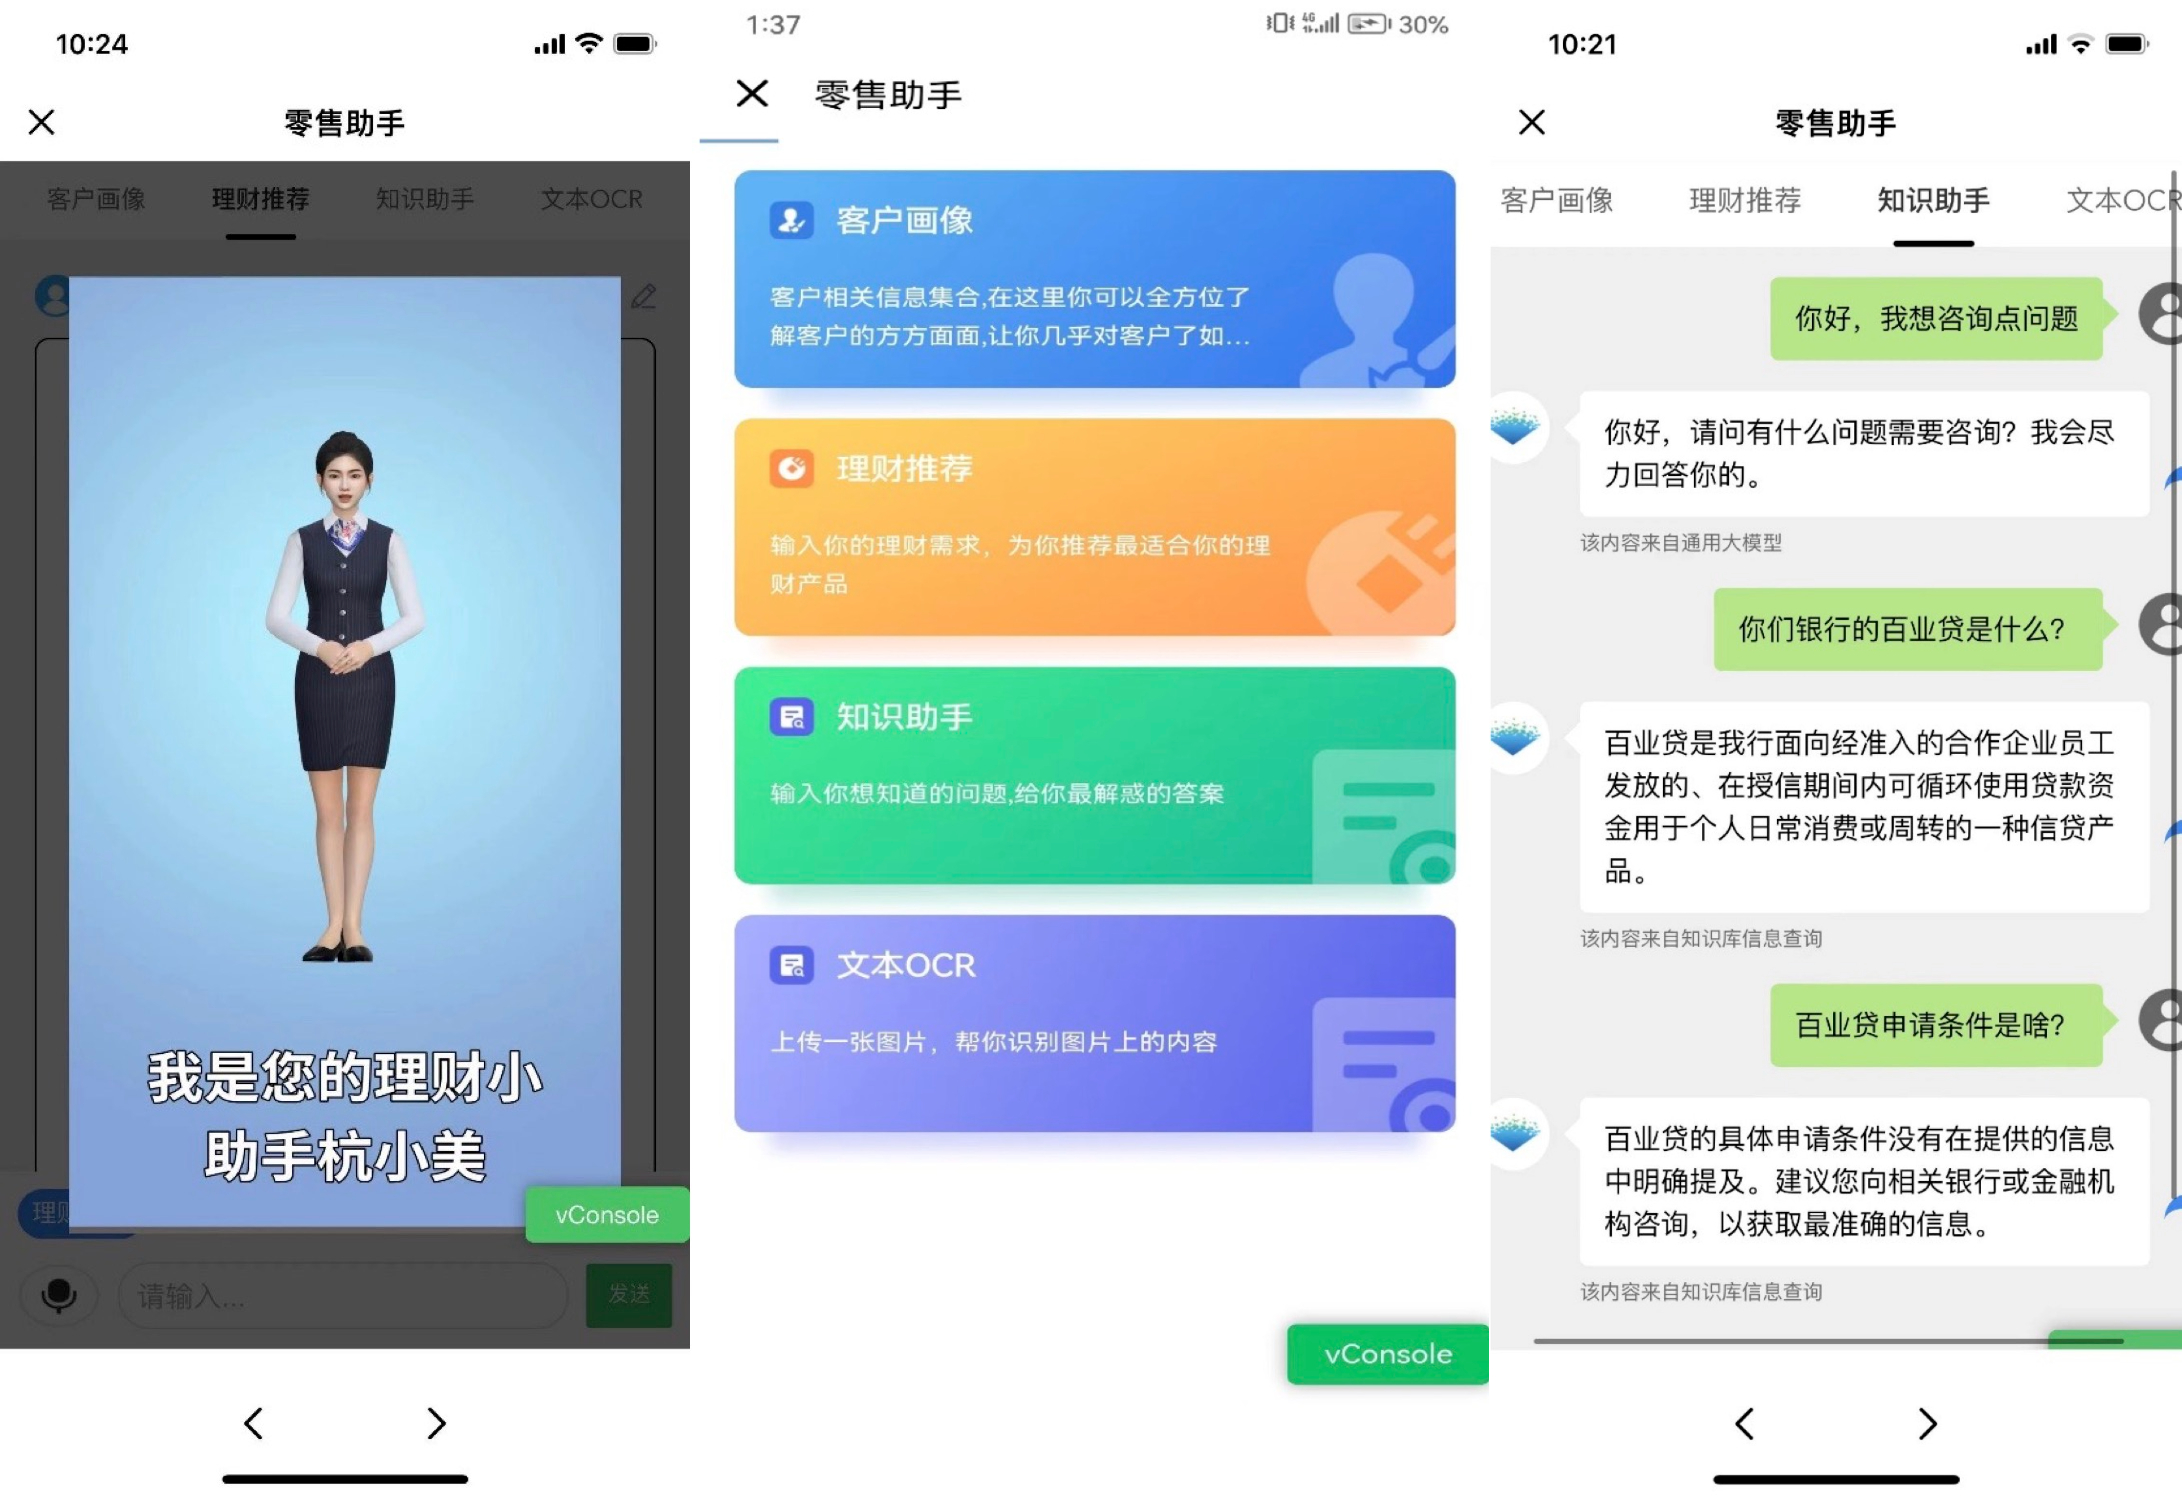 10:24
零售助手
客户画像 理财推荐 知识助手 文本OCR
我是您的理财小
助手杭小美
理财
vConsole
请输入...
发送
1:37
4G 30%
零售助手
客户画像
客户相关信息集合,在这里你可以全方位了
解客户的方方面面,让你几乎对客户了如...
理财推荐
输入你的理财需求，为你推荐最适合你的理
财产品
知识助手
输入你想知道的问题,给你最解惑的答案
文本OCR
上传一张图片，帮你识别图片上的内容
vConsole
10:21
零售助手
客户画像 理财推荐 知识助手 文本OCR
你好，我想咨询点问题
你好，请问有什么问题需要咨询？我会尽
力回答你的。
该内容来自通用大模型
你们银行的百业贷是什么？
百业贷是我行面向经准入的合作企业员工
发放的、在授信期间内可循环使用贷款资
金用于个人日常消费或周转的一种信贷产
品。
该内容来自知识库信息查询
百业贷申请条件是啥？
百业贷的具体申请条件没有在提供的信息
中明确提及。建议您向相关银行或金融机
构咨询，以获取最准确的信息。
该内容来自知识库信息查询